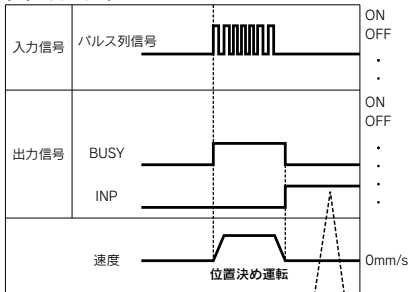 入力信号
パルス列信号
ON
OFF
・
・
出力信号
BUSY
INP
ON
OFF
・
・
・
・
速度
位置決め運転
0mm/s